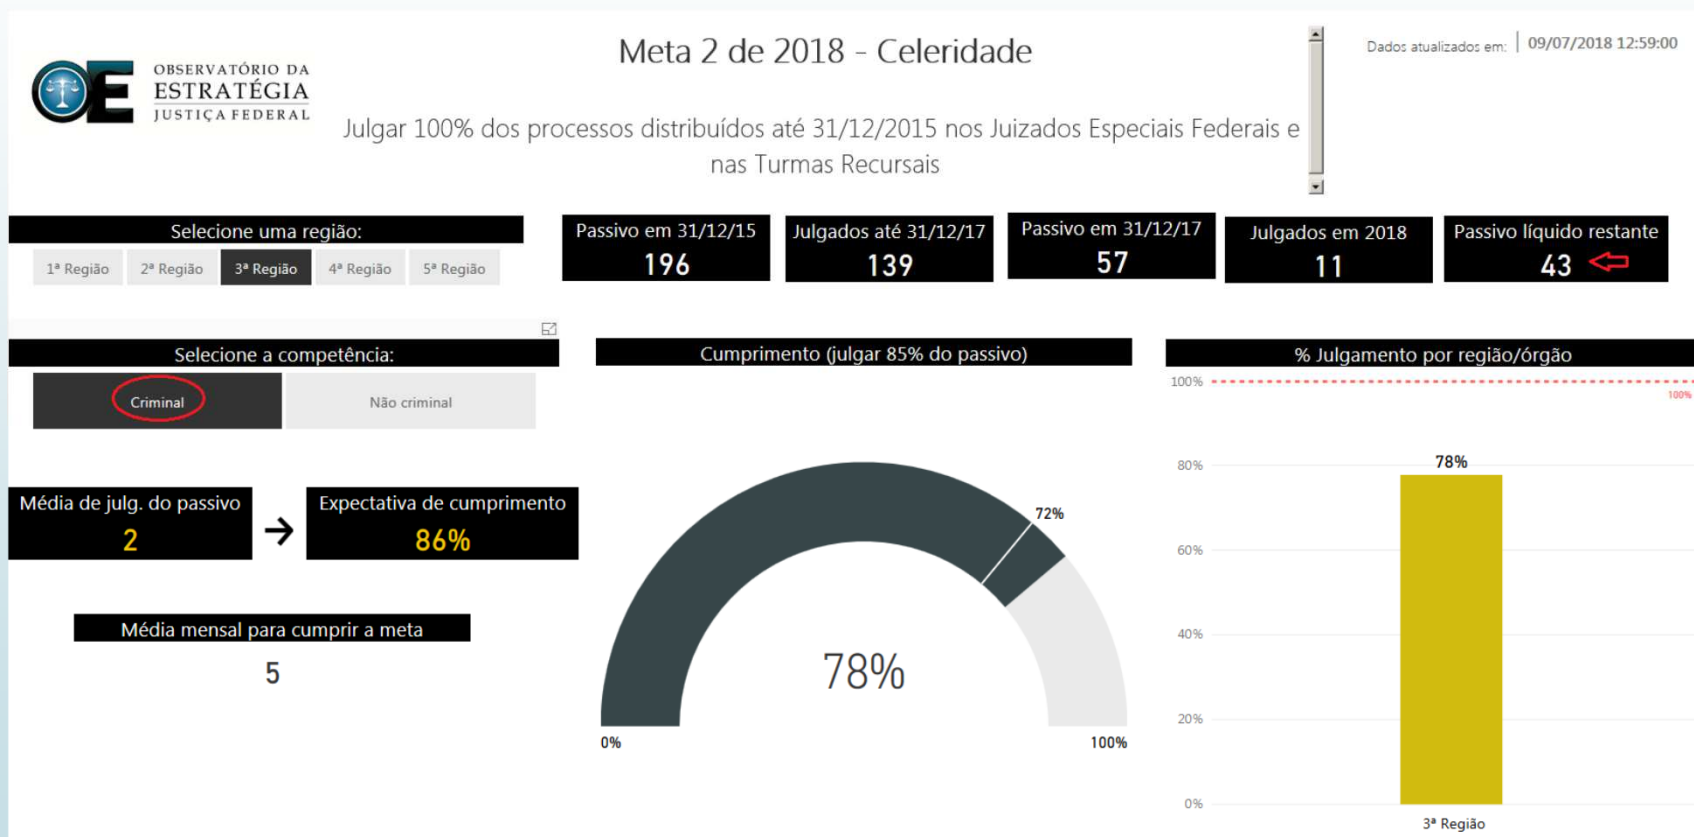 OE
OBSERVATÓRIO DA
ESTRATÉGIA
JUSTIÇA FEDERAL
Meta 2 de 2018 - Celeridade
Julgar 100% dos processos distribuídos até 31/12/2015 nos Juizados Especiais Federais e
nas Turmas Recursais
Dados atualizados em: 09/07/2018 12:59:00
Selecione uma região:
1ª Região 2ª Região 3ª Região 4ª Região 5ª Região
Passivo em 31/12/15
196
Julgados até 31/12/17
139
Passivo em 31/12/17
57
Julgados em 2018
11
Passivo líquido restante
43
Selecione a competência:
Criminal Não criminal
Média de julg. do passivo
2
Expectativa de cumprimento
86%
Média mensal para cumprir a meta
5
Cumprimento (julgar 85% do passivo)
72%
78%
0% 100%
% Julgamento por região/órgão
100%
100%
80%
78%
60%
40%
20%
0%
3ª Região